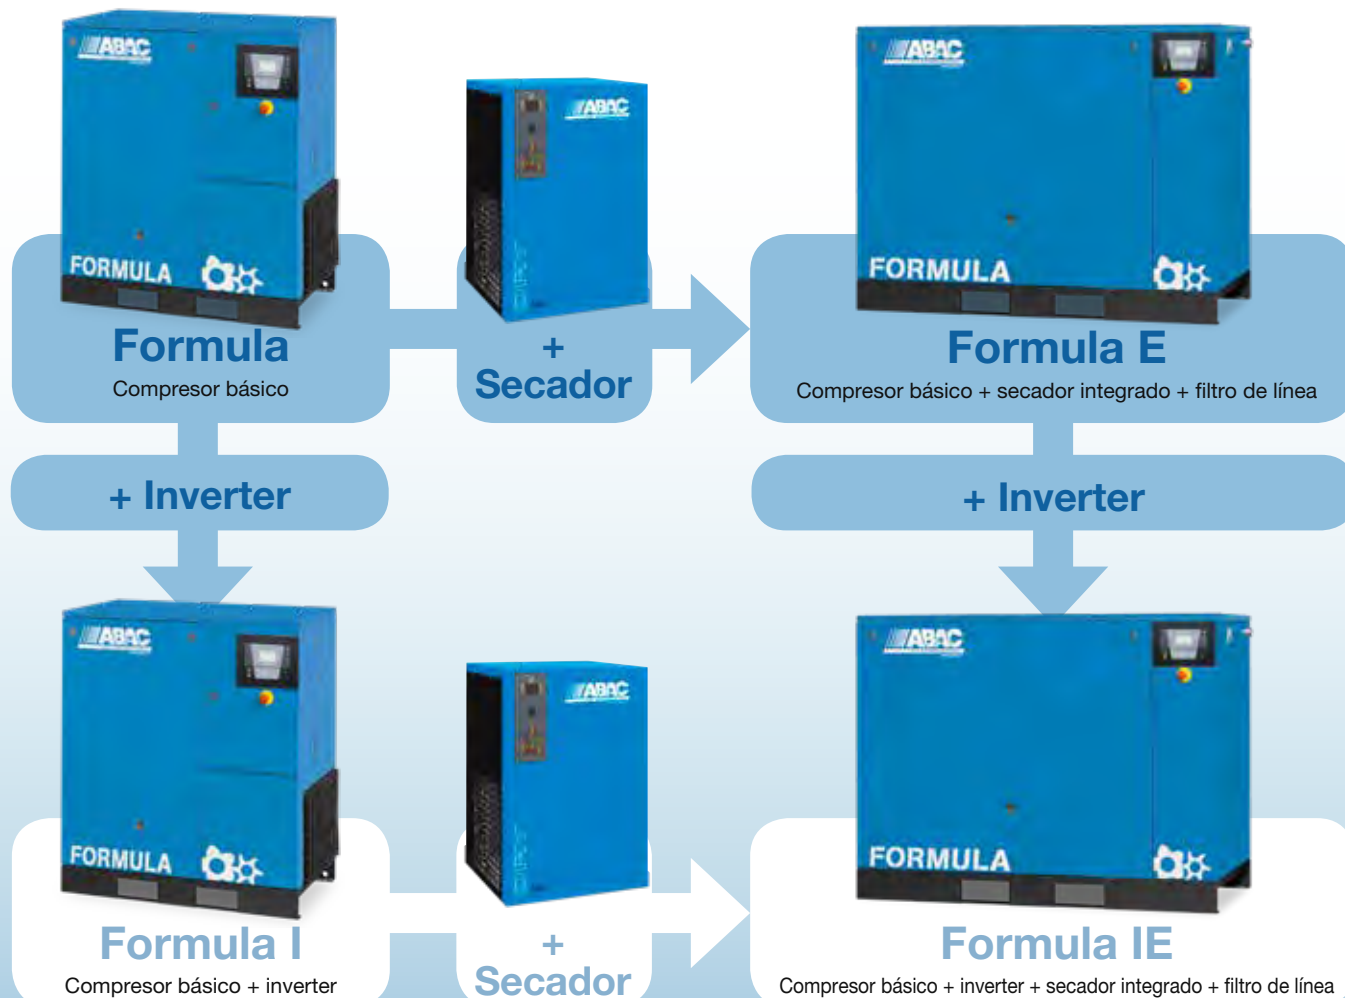 ABAC
FORMULA
Formula
Compresor básico
ABAC
+
Secador
ABAC
FORMULA
Formula E
Compresor básico + secador integrado + filtro de línea
+ Inverter
+ Inverter
ABAC
FORMULA
Formula I
Compresor básico + inverter
ABAC
+
Secador
ABAC
FORMULA
Formula IE
Compresor básico + inverter + secador integrado + filtro de línea